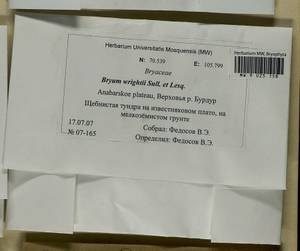 Herbarium Universitatis Mosquensis (MW)
N: 70.539 E: 105.799
Bryaceae
Bryum wrightii Sull. et Lesq.
Anabarskoe plateau, Верховья р. Бурдур
Щебнистая тундра на известняковом плато, на
мелкозёмистом грунте
17.07.07 Собрал: Федосов В.Э.
№ 07-165 Определил: Федосов В.Э.
Herbarium MW, Bryophyta